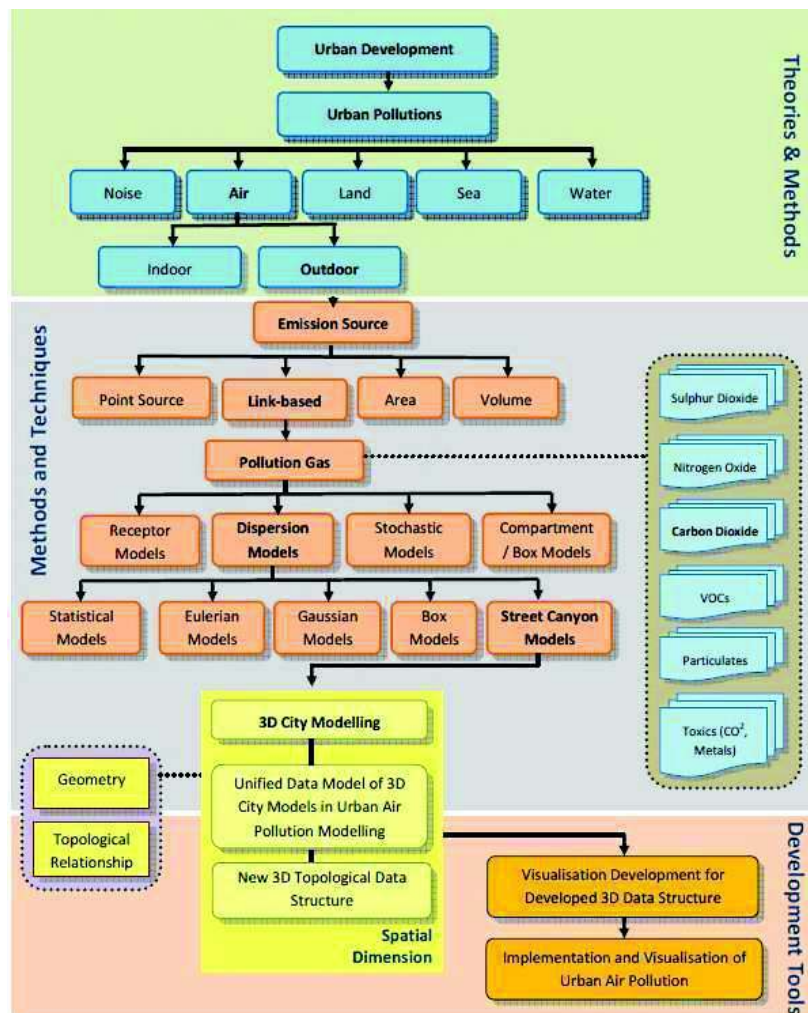 Urban Development
Urban Pollutions
Noise
Air
Land
Sea
Water
Indoor
Outdoor
Theories & Methods
Emission Source
Point Source
Link-based
Area
Volume
Pollution Gas
Receptor
Models
Dispersion
Models
Stochastic
Models
Compartment
/ Box Models
Statistical
Models
Eulerian
Models
Gaussian
Models
Box
Models
Street Canyon
Models
Methods and Techniques
Sulphur Dioxide
Nitrogen Oxide
Carbon Dioxide
VOCs
Particulates
Toxics (CO², 
Metals)
3D City Modelling
Geometry
Topological
Relationship
Unified Data Model of 3D
City Models in Urban Air
Pollution Modelling
New 3D Topological Data
Structure
Spatial
Dimension
Visualisation Development for
Developed 3D Data Structure
Implementation and Visualisation of
Urban Air Pollution
Development Tools